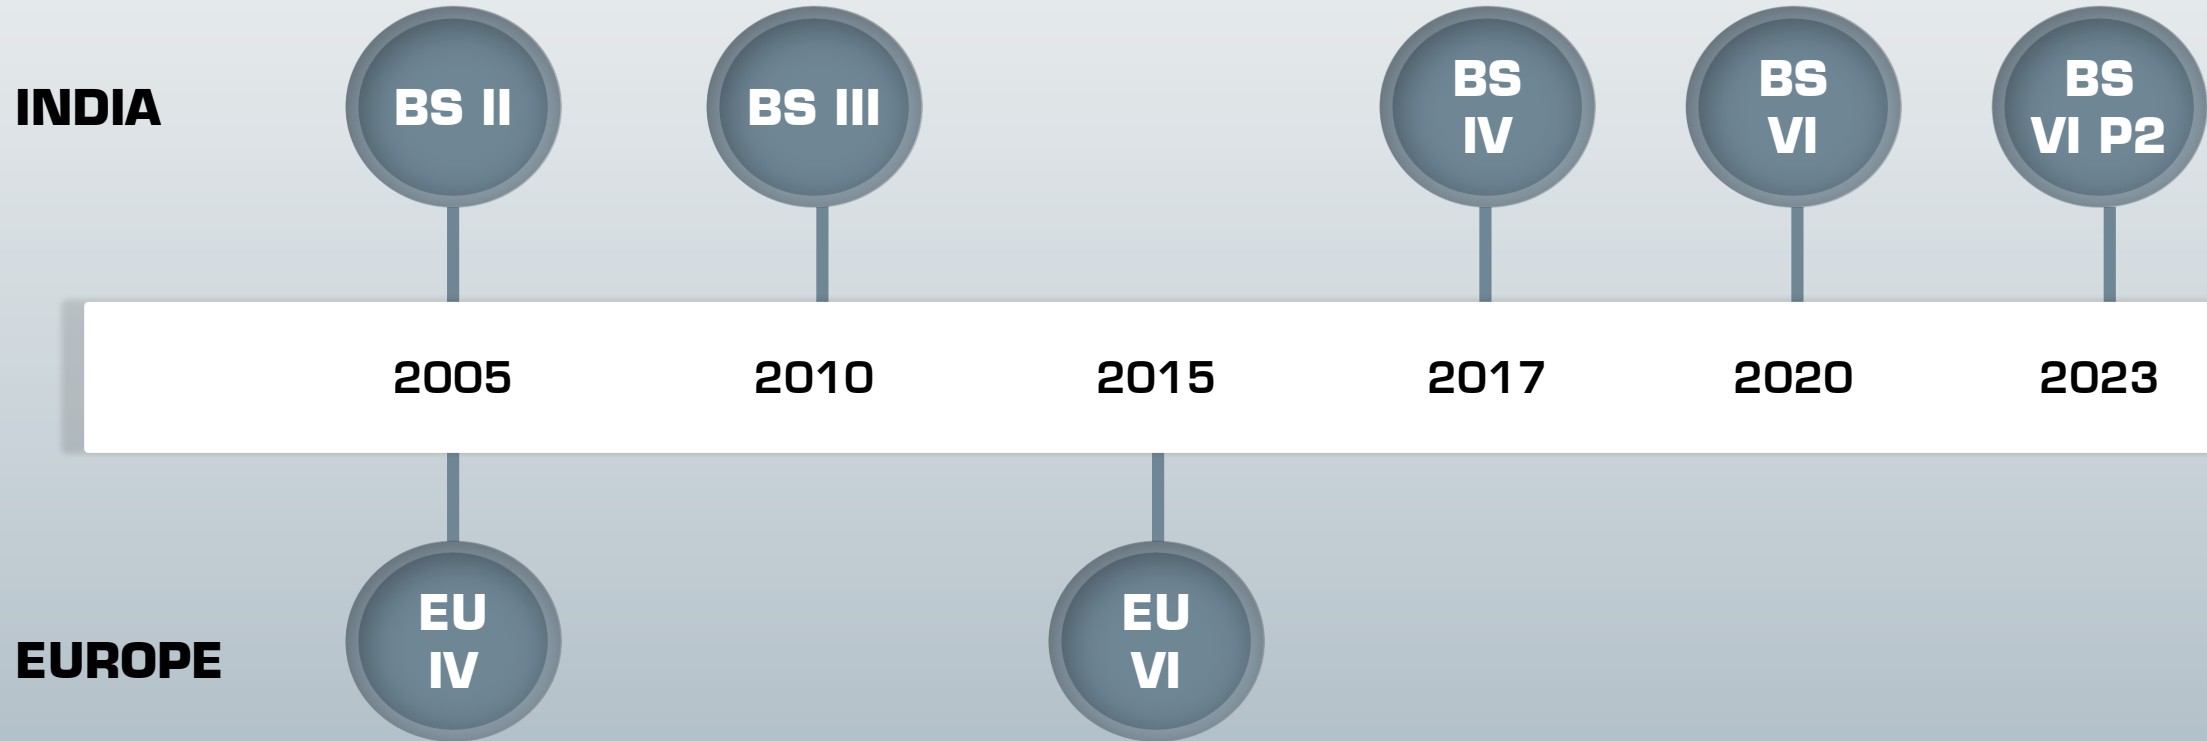 INDIA
BS II
BS III
BS
IV
BS
VI
BS
VI P2
2005
2010
2015
2017
2020
2023
EUROPE
EU
IV
EU
VI